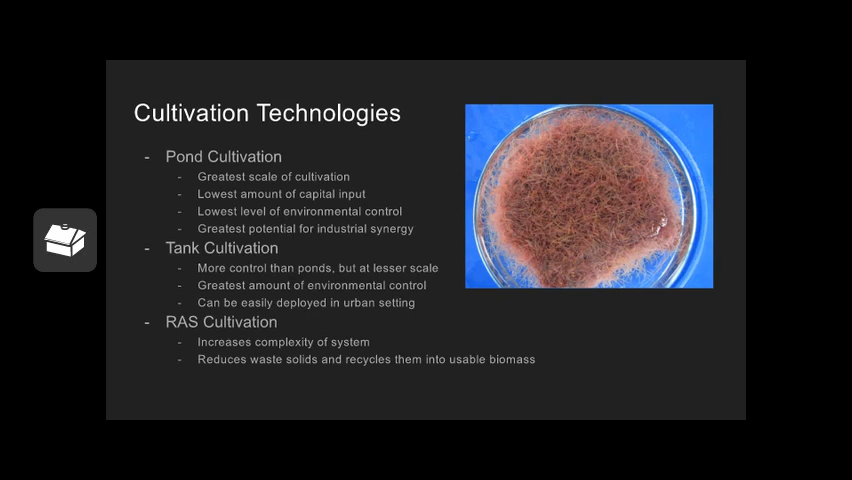 Cultivation Technologies
- Pond Cultivation
- Greatest scale of cultivation
- Lowest amount of capital input
- Lowest level of environmental control
- Greatest potential for industrial synergy
- Tank Cultivation
- More control than ponds, but at lesser scale
- Greatest amount of environmental control
- Can be easily deployed in urban setting
- RAS Cultivation
- Increases complexity of system
- Reduces waste solids and recycles them into usable biomass